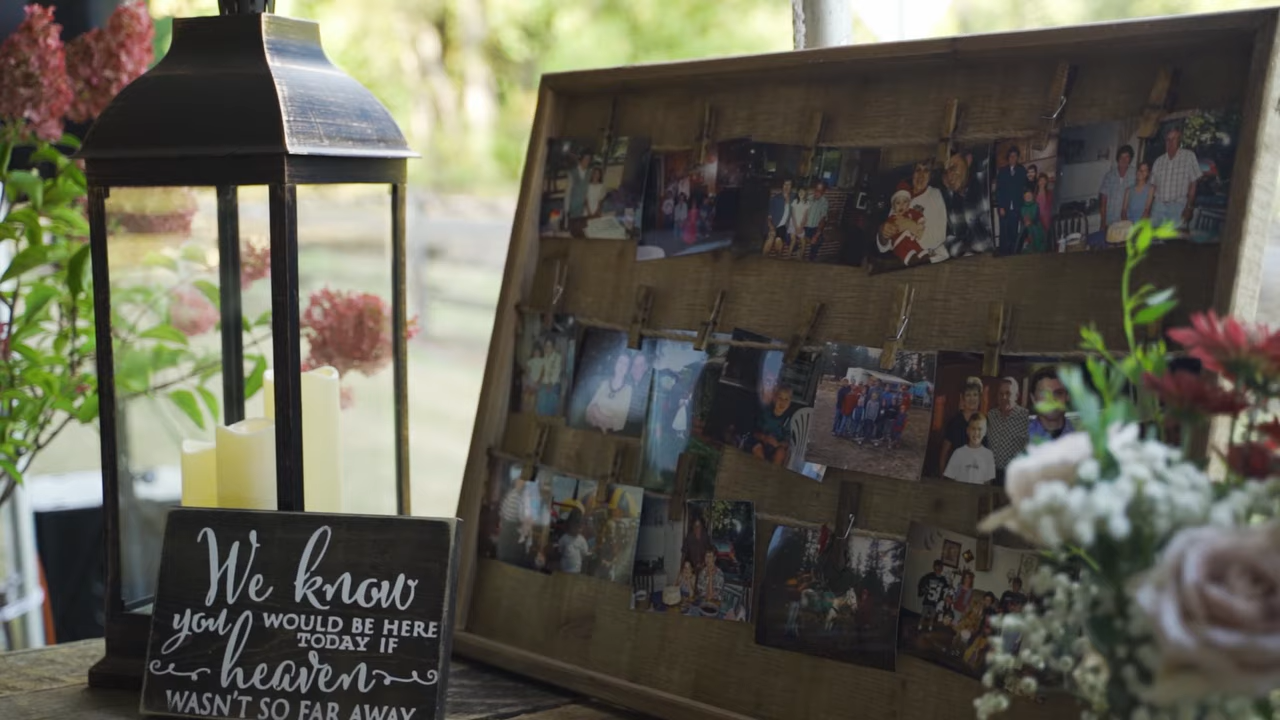 We know
you WOULD BE HERE
TODAY IF
heaven
WASN'T SO FAR AWAY